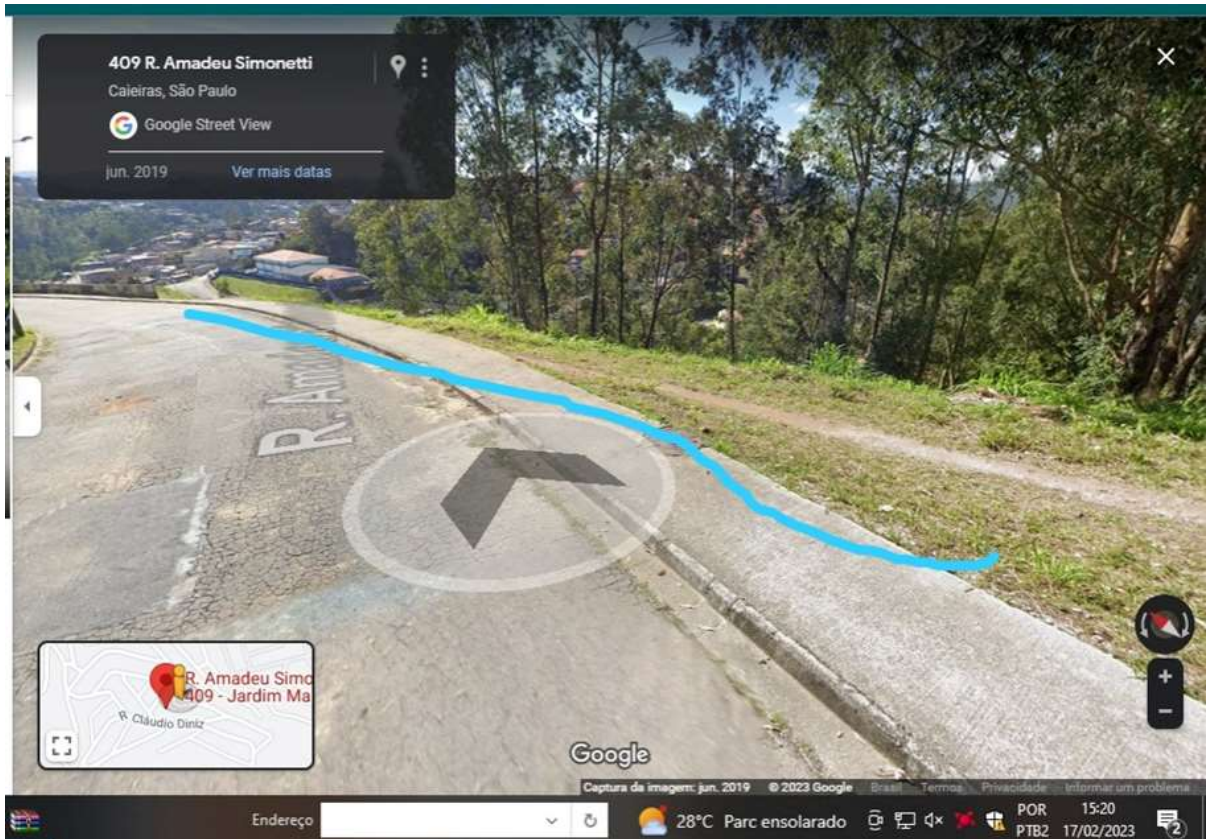 409 R. Amadeu Simonetti
Caieiras, São Paulo
Google Street View
jun. 2019 Ver mais datas
R. Amade
R. Amadeu Simo
409 - Jardim Ma
R Cláudio Diniz
Google
Captura da imagem: jun. 2019 © 2023 Google Brasil Termos Privacidade Informar um problema
Endereço 28°C Parc ensolarado POR 15:20
PTB2 17/02/2023 2